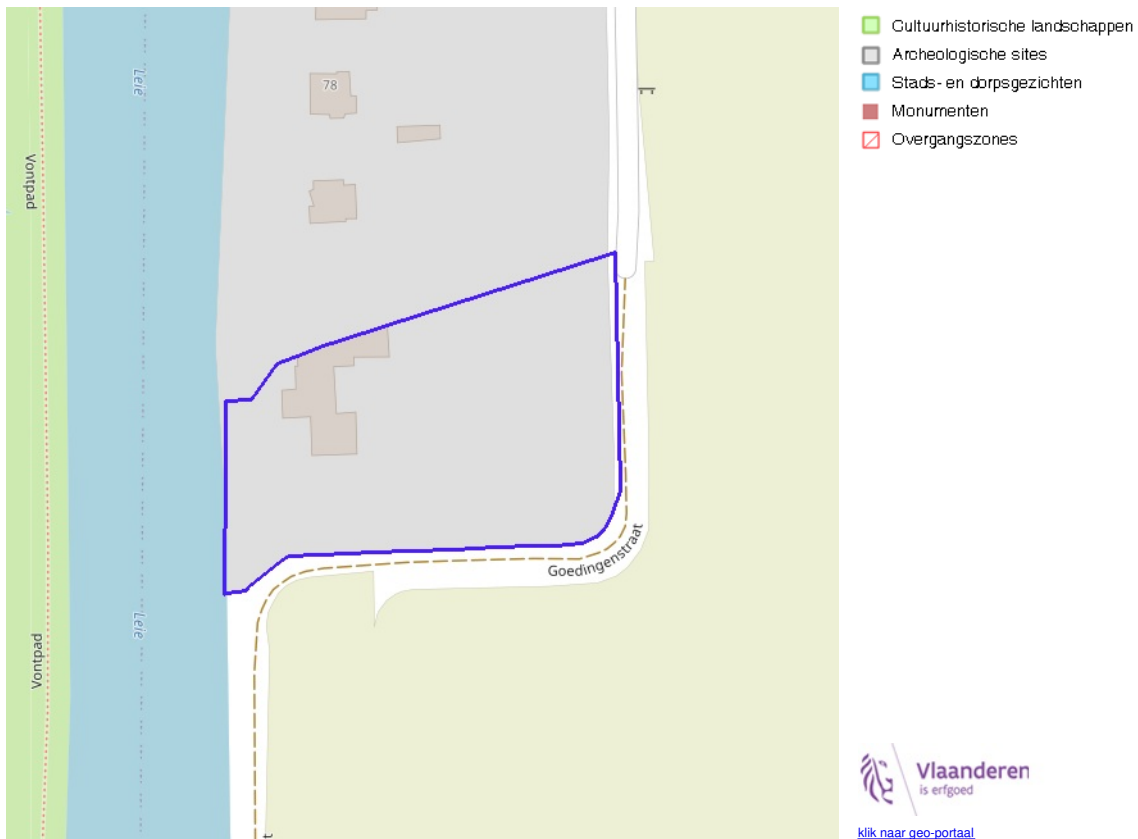 Cultuurhistorische landschappen
Archeologische sites
Stads- en dorpsgezichten
Monumenten
Overgangszones
Leie
78
Vontpad
Goedingenstraat
Leie
Vontpad
t
Vlaanderen
is erfgoed
klik naar geo-portaal